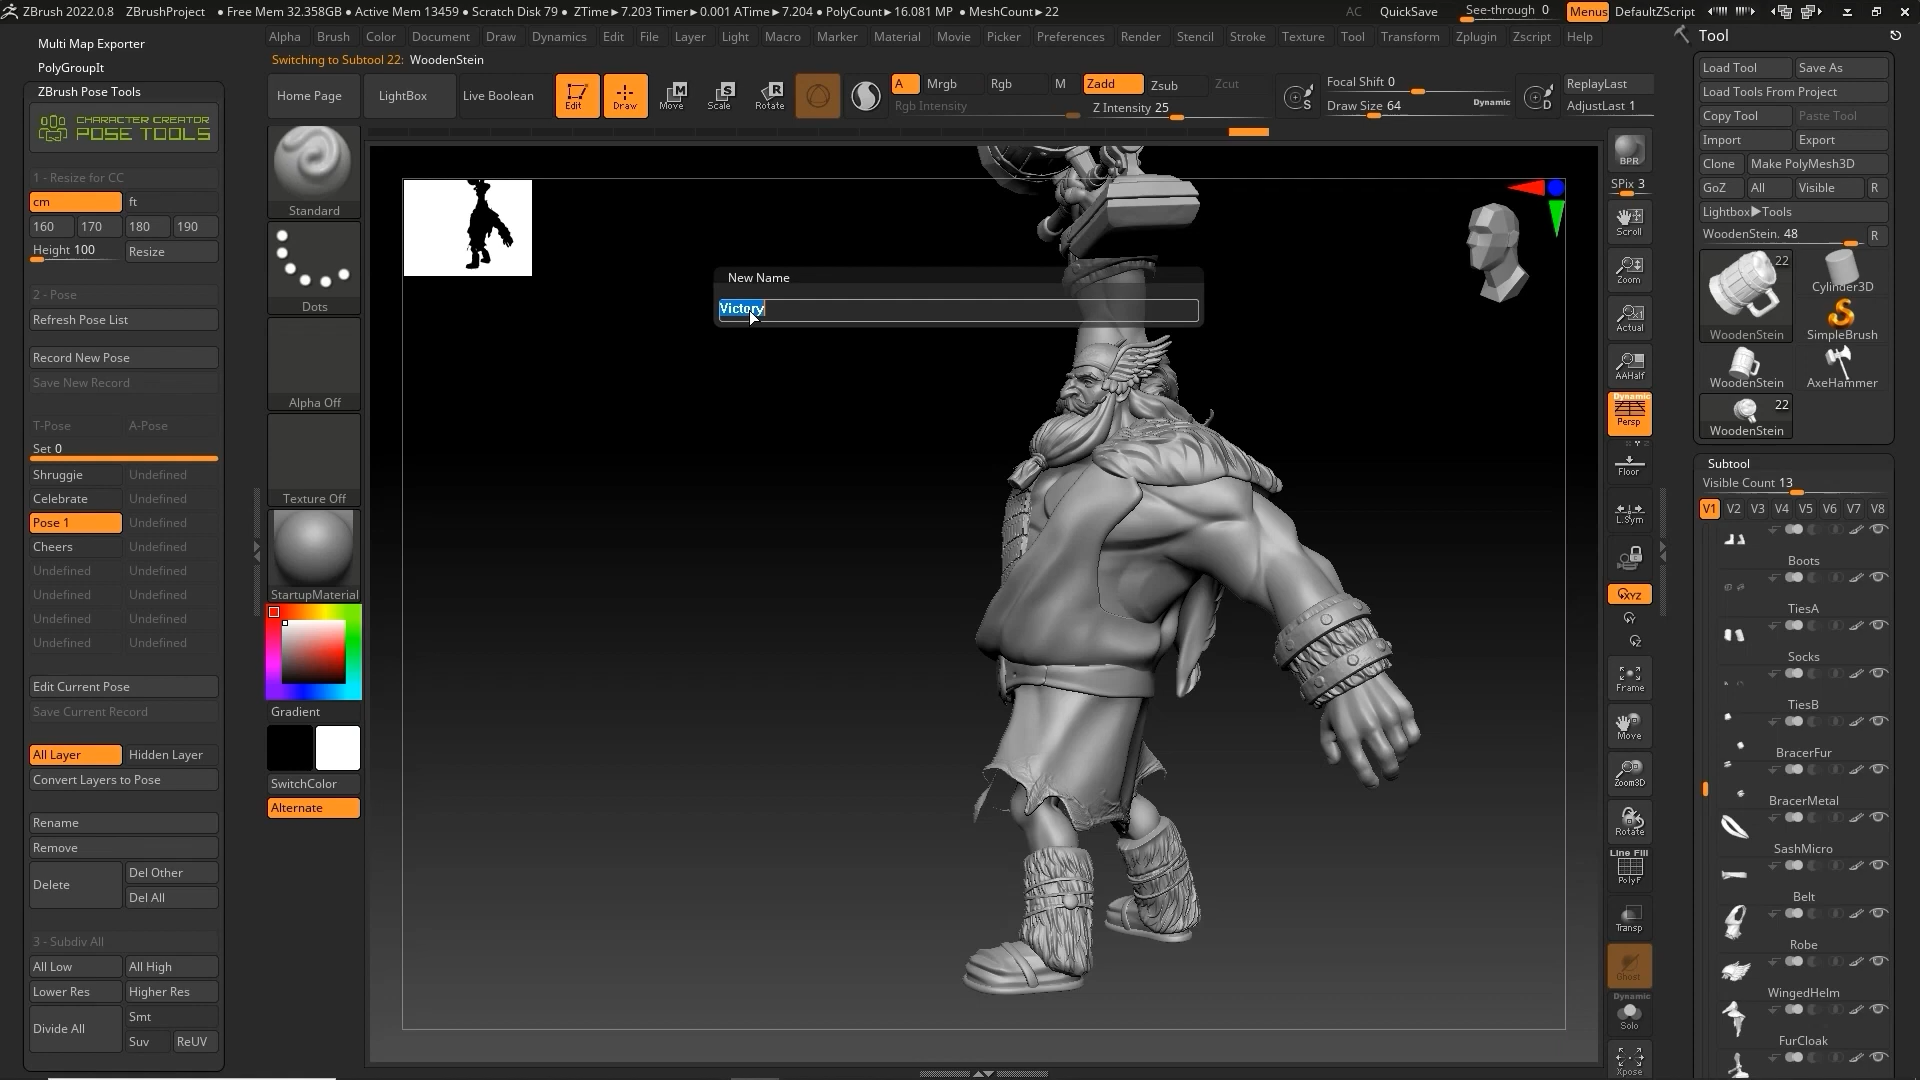 ZBrush 2022.0.8 ZBrushProject • Free Mem 32.358GB • Active Mem 13459 • Scratch Disk 79 • ZTime►7.203 Timer►0.001 ATime►7.204 • PolyCount►16.081 MP • MeshCount►22 AC QuickSave See-through 0 Menus DefaultZScript
Alpha Brush Color Document Draw Dynamics Edit File Layer Light Macro Marker Material Movie Picker Preferences Render Stencil Stroke Texture Tool Transform Zplugin Zscript Help
Switching to Subtool 22: WoodenStein
Home Page LightBox Live Boolean Edit Draw Move Scale Rotate A Mrgb Rgb M Zadd Zsub Zcut
M S R
Rgb Intensity Z Intensity 25
S Focal Shift 0
Draw Size 64 Dynamic
D ReplayLast
AdjustLast 1
Multi Map Exporter
PolyGroupIt
ZBrush Pose Tools
CHARACTER CREATOR
POSE TOOLS
1 - Resize for CC
cm ft
160 170 180 190
Height 100 Resize
2 - Pose
Refresh Pose List
Record New Pose
Save New Record
T-Pose A-Pose
Set 0
Shruggie Undefined
Celebrate Undefined
Pose 1 Undefined
Cheers Undefined
Undefined Undefined
Undefined Undefined
Undefined Undefined
Undefined Undefined
Edit Current Pose
Save Current Record
All Layer Hidden Layer
Convert Layers to Pose
Rename
Remove
Delete Del Other
Del All
3 - Subdiv All
All Low All High
Lower Res Higher Res
Divide All Smt
Suv ReUV
Standard
Dots
Alpha Off
Texture Off
StartupMaterial
Gradient
SwitchColor
Alternate
New Name
Victory
BPR
SPix 3
Scroll
Zoom
Actual
AAHalf
Dynamic
Persp
Floor
L.Sym
XYZ
Y
Z
Frame
Move
Zoom3D
Rotate
Line Fill
PolyF
Transp
Ghost
Dynamic
Solo
Xpose
Tool
Load Tool Save As
Load Tools From Project
Copy Tool Paste Tool
Import Export
Clone Make PolyMesh3D
GoZ All Visible R
Lightbox►Tools
WoodenStein. 48 R
22
WoodenStein Cylinder3D
SimpleBrush
WoodenStein AxeHammer
22
WoodenStein
Subtool
Visible Count 13
V1 V2 V3 V4 V5 V6 V7 V8
Boots
TiesA
Socks
TiesB
BracerFur
BracerMetal
SashMicro
Belt
Robe
WingedHelm
FurCloak